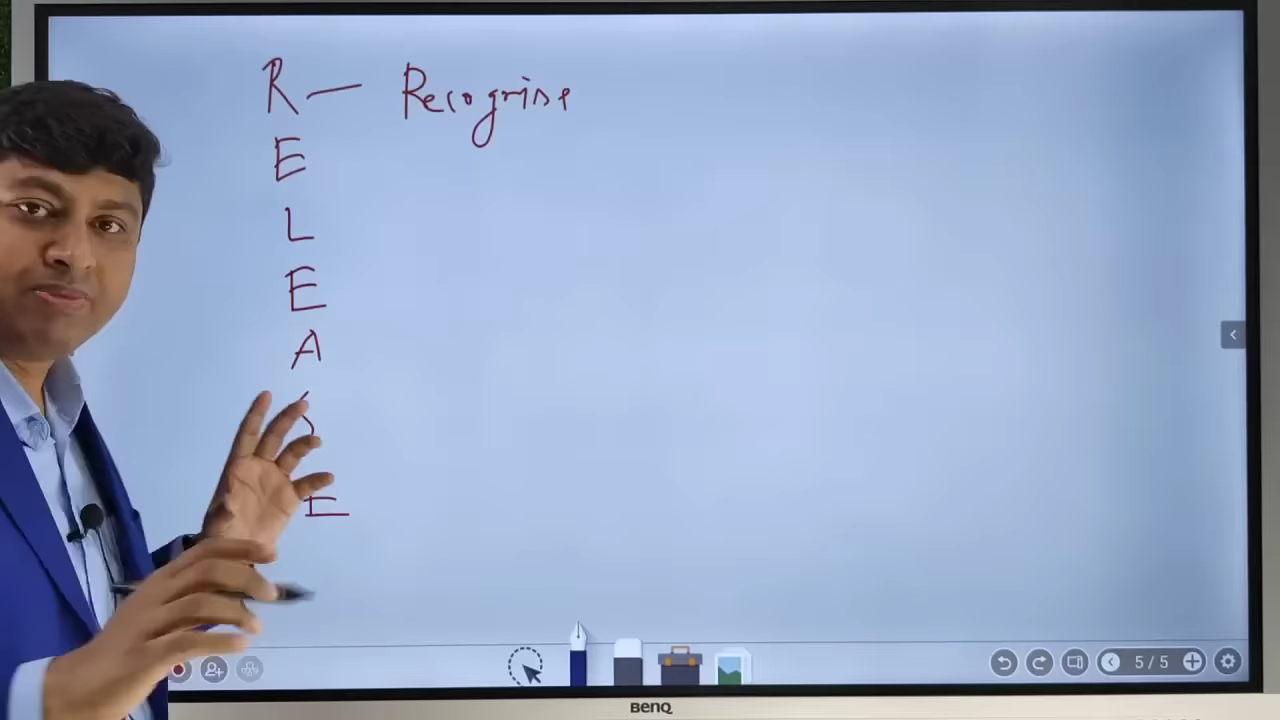 R — Recognise
E
L
E
A
5 / 5
BENQ